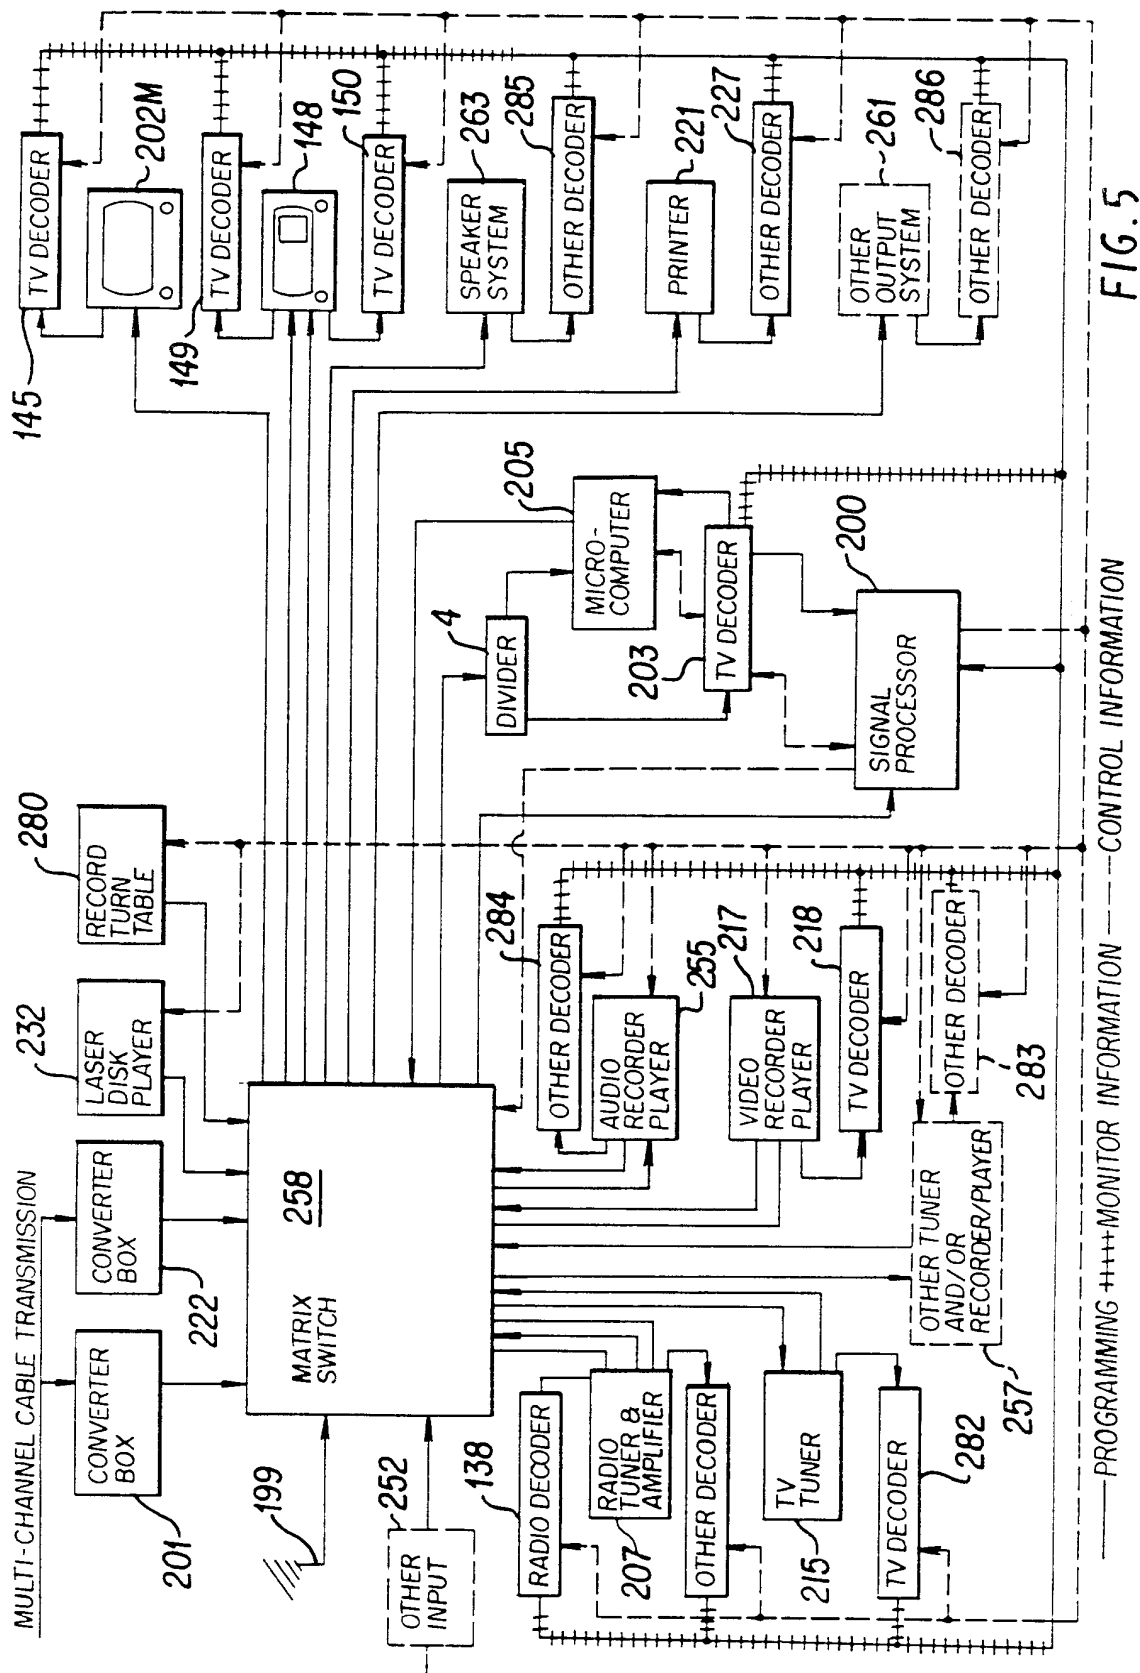 MULTI-CHANNEL CABLE TRANSMISSION
CONVERTER
BOX
201
CONVERTER
BOX
222
LASER
DISK
PLAYER
232
RECORD
TURN
TABLE
280
199
OTHER
INPUT
252
MATRIX
SWITCH
258
145
TV DECODER
202M
149
TV DECODER
148
TV DECODER
150
SPEAKER
SYSTEM
263
OTHER DECODER
285
PRINTER
221
OTHER DECODER
227
OTHER
OUTPUT
SYSTEM
261
OTHER DECODER
286
DIVIDER
4
MICRO-
COMPUTER
205
TV DECODER
203
SIGNAL
PROCESSOR
200
RADIO DECODER
138
RADIO
TUNER &
AMPLIFIER
207
OTHER DECODER
TV
TUNER
215
TV DECODER
282
OTHER DECODER
284
AUDIO
RECORDER
PLAYER
255
VIDEO
RECORDER
PLAYER
217
TV DECODER
218
OTHER TUNER
AND/OR
RECORDER/PLAYER
257
OTHER DECODER
283
PROGRAMMING MONITOR INFORMATION CONTROL INFORMATION
FIG. 5